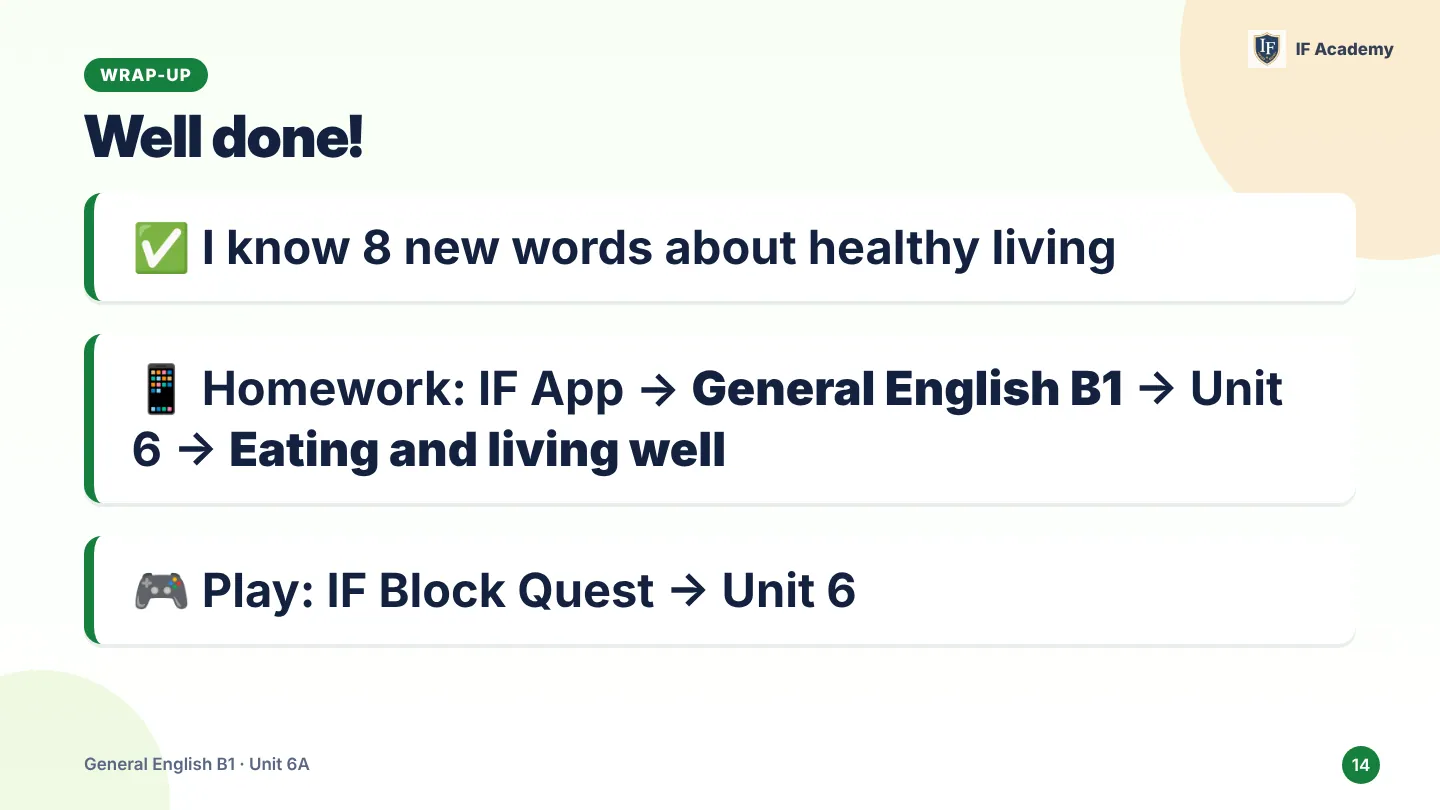 IF IF Academy
WRAP-UP
Well done!
✅ I know 8 new words about healthy living
📱 Homework: IF App → General English B1 → Unit
6 → Eating and living well
🎮 Play: IF Block Quest → Unit 6
General English B1 · Unit 6A
14